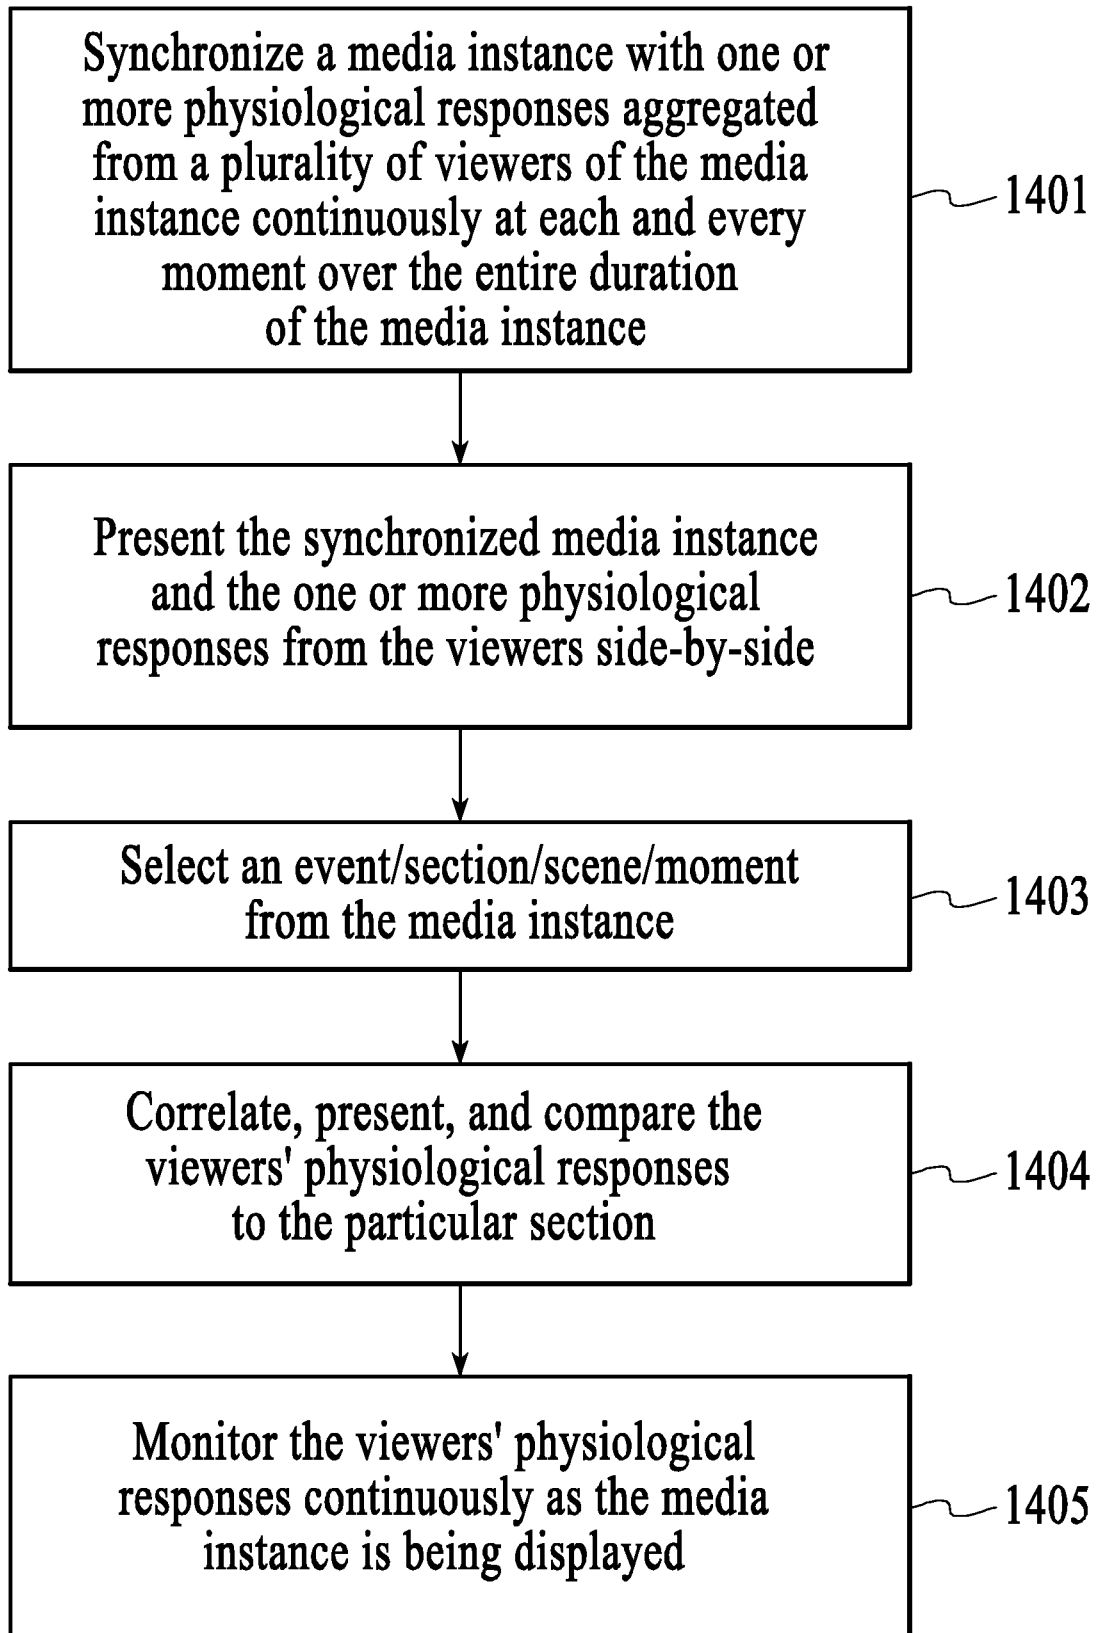 Synchronize a media instance with one or
more physiological responses aggregated
from a plurality of viewers of the media
instance continuously at each and every
moment over the entire duration
of the media instance
1401
Present the synchronized media instance
and the one or more physiological
responses from the viewers side-by-side
1402
Select an event/section/scene/moment
from the media instance
1403
Correlate, present, and compare the
viewers' physiological responses
to the particular section
1404
Monitor the viewers' physiological
responses continuously as the media
instance is being displayed
1405